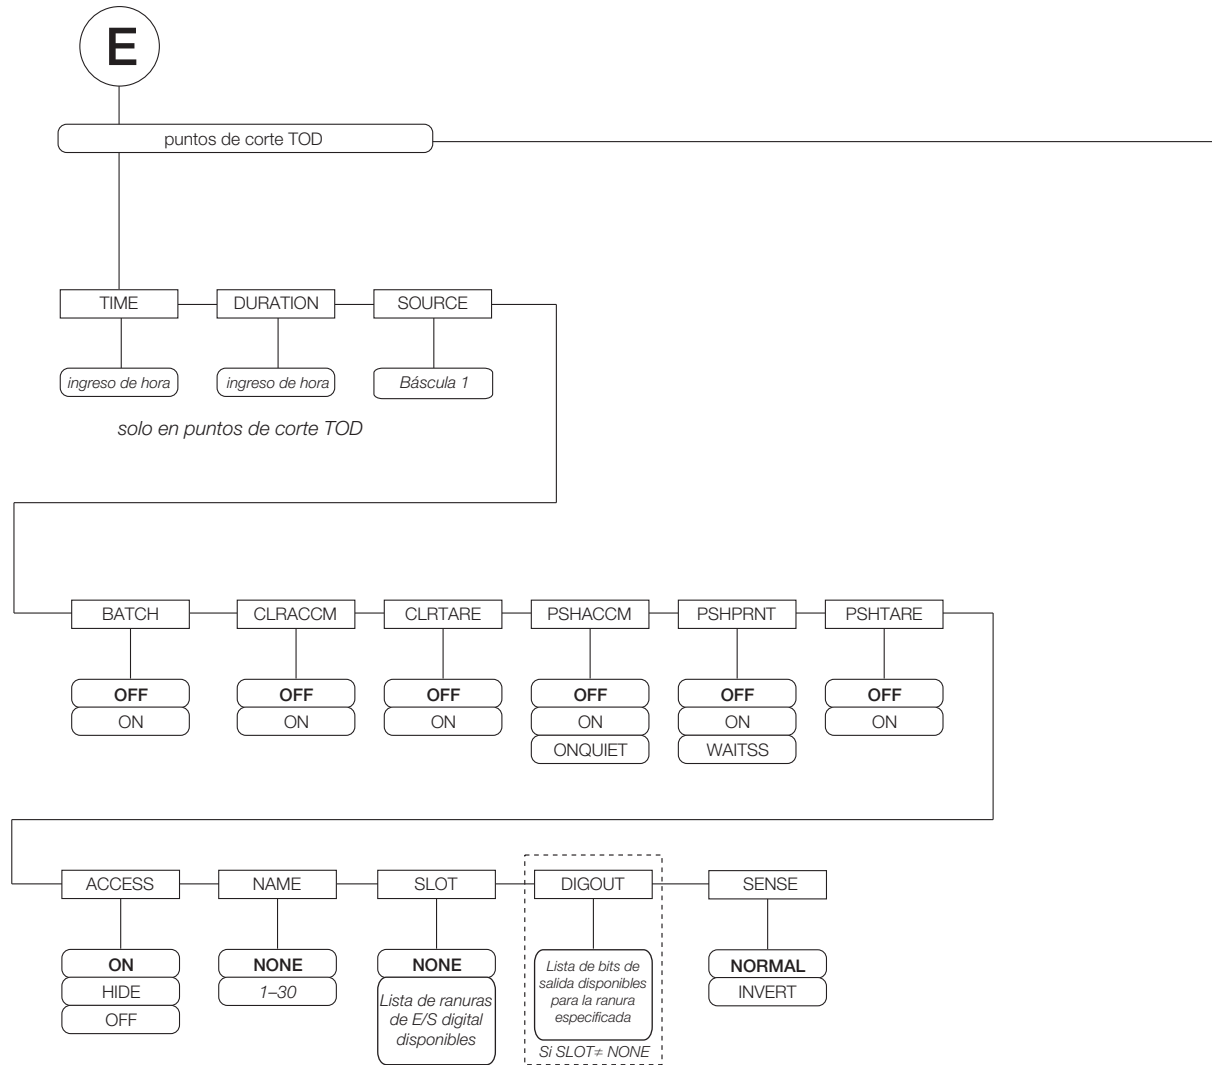 E
puntos de corte TOD
TIME DURATION SOURCE
ingreso de hora ingreso de hora Báscula 1
solo en puntos de corte TOD
BATCH CLRACCM CLRTARE PSHACCM PSHPRNT PSHTARE
OFF OFF OFF OFF OFF OFF
ON ON ON ON ON ON
ONQUIET WAITSS
ACCESS NAME SLOT DIGOUT SENSE
ON
HIDE
OFF
NONE
1–30
NONE
Lista de ranuras
de E/S digital
disponibles
Lista de bits de
salida disponibles
para la ranura
especificada
Si SLOT≠ NONE
NORMAL
INVERT